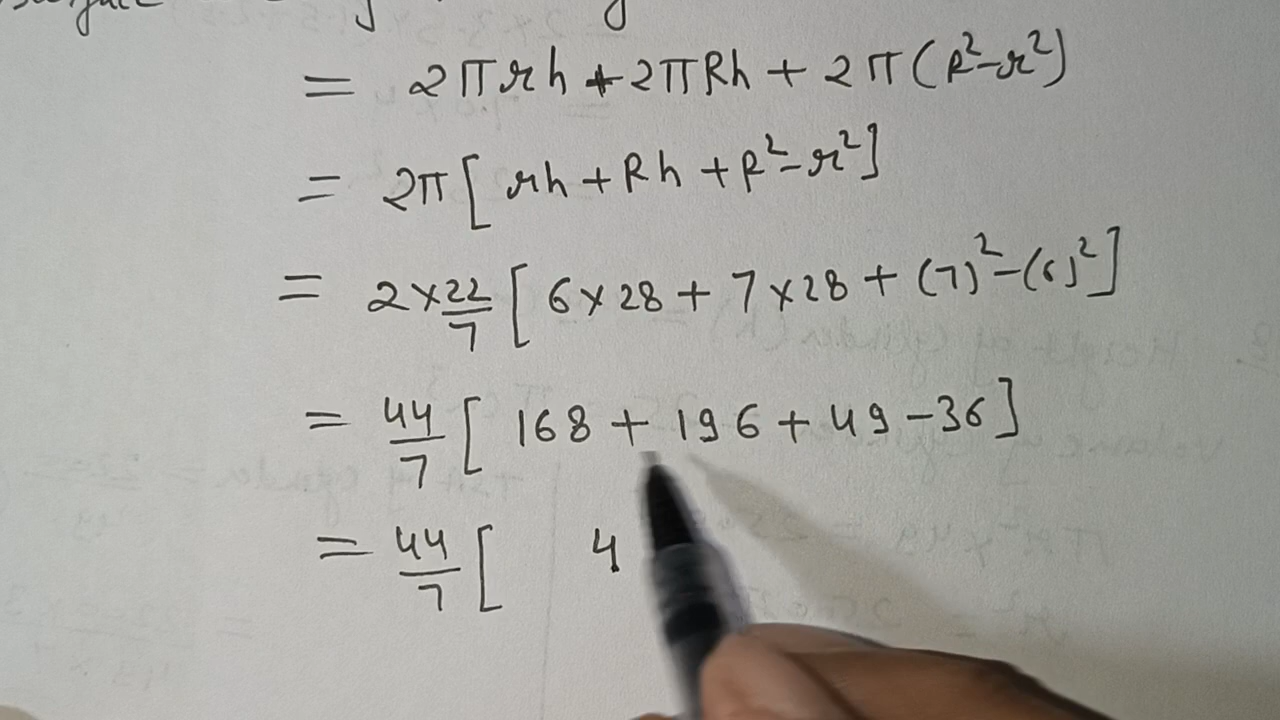 = 2πrh + 2πRh + 2π(R²-r²)
= 2π[rh + Rh + R²-r²]
= 2×22/7 [6×28 + 7×28 + (7)²-(6)²]
= 44/7 [168 + 196 + 49 - 36]
= 44/7 [ 4